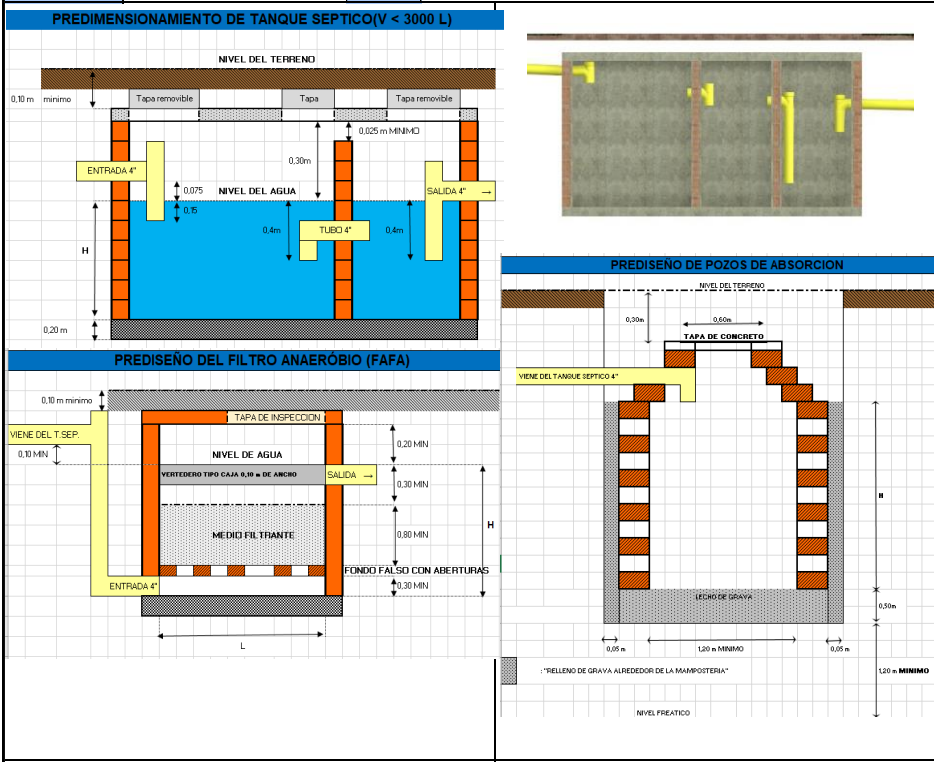 PREDIMENSIONAMIENTO DE TANQUE SEPTICO(V < 3000 L)
NIVEL DEL TERRENO
0,10 m minimo
Tapa removible
Tapa
Tapa removible
0,025 m MINIMO
0,30m
ENTRADA 4"
0,075
NIVEL DEL AGUA
SALIDA 4" →
0,15
0,4m
TUBO 4"
0,4m
H
0,20 m
PREDISEÑO DEL FILTRO ANAERÓBIO (FAFA)
0,10 m minimo
TAPA DE INSPECCION
VIENE DEL T.SEP.
0,10 MIN
0,20 MIN
NIVEL DE AGUA
VERTEDERO TIPO CAJA 0,10 m DE ANCHO
SALIDA →
0,30 MIN
H
MEDIO FILTRANTE
0,80 MIN
FONDO FALSO CON ABERTURAS
ENTRADA 4"
0,30 MIN
L
PREDISEÑO DE POZOS DE ABSORCION
NIVEL DEL TERRENO
0,30m
0,60m
TAPA DE CONCRETO
VIENE DEL TANQUE SEPTICO 4"
H
LECHO DE GRAVA
0,50m
0,05 m
1,20 m MINIMO
0,05 m
: "RELLENO DE GRAVA ALREDEDOR DE LA MAMPOSTERIA"
1,20 m MINIMO
NIVEL FREATICO